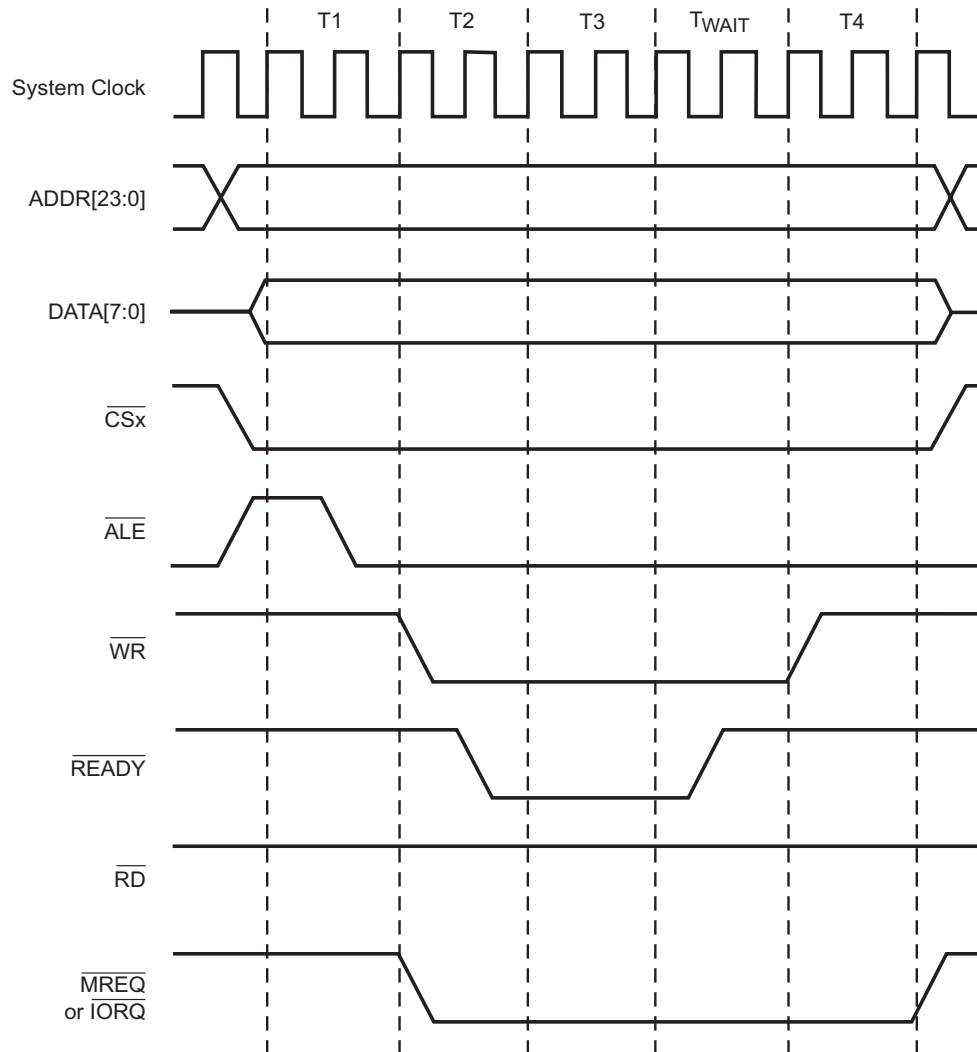 T1 T2 T3 TWAIT T4
System Clock
ADDR[23:0]
DATA[7:0]
CSx
ALE
WR
READY
RD
MREQ
or IORQ